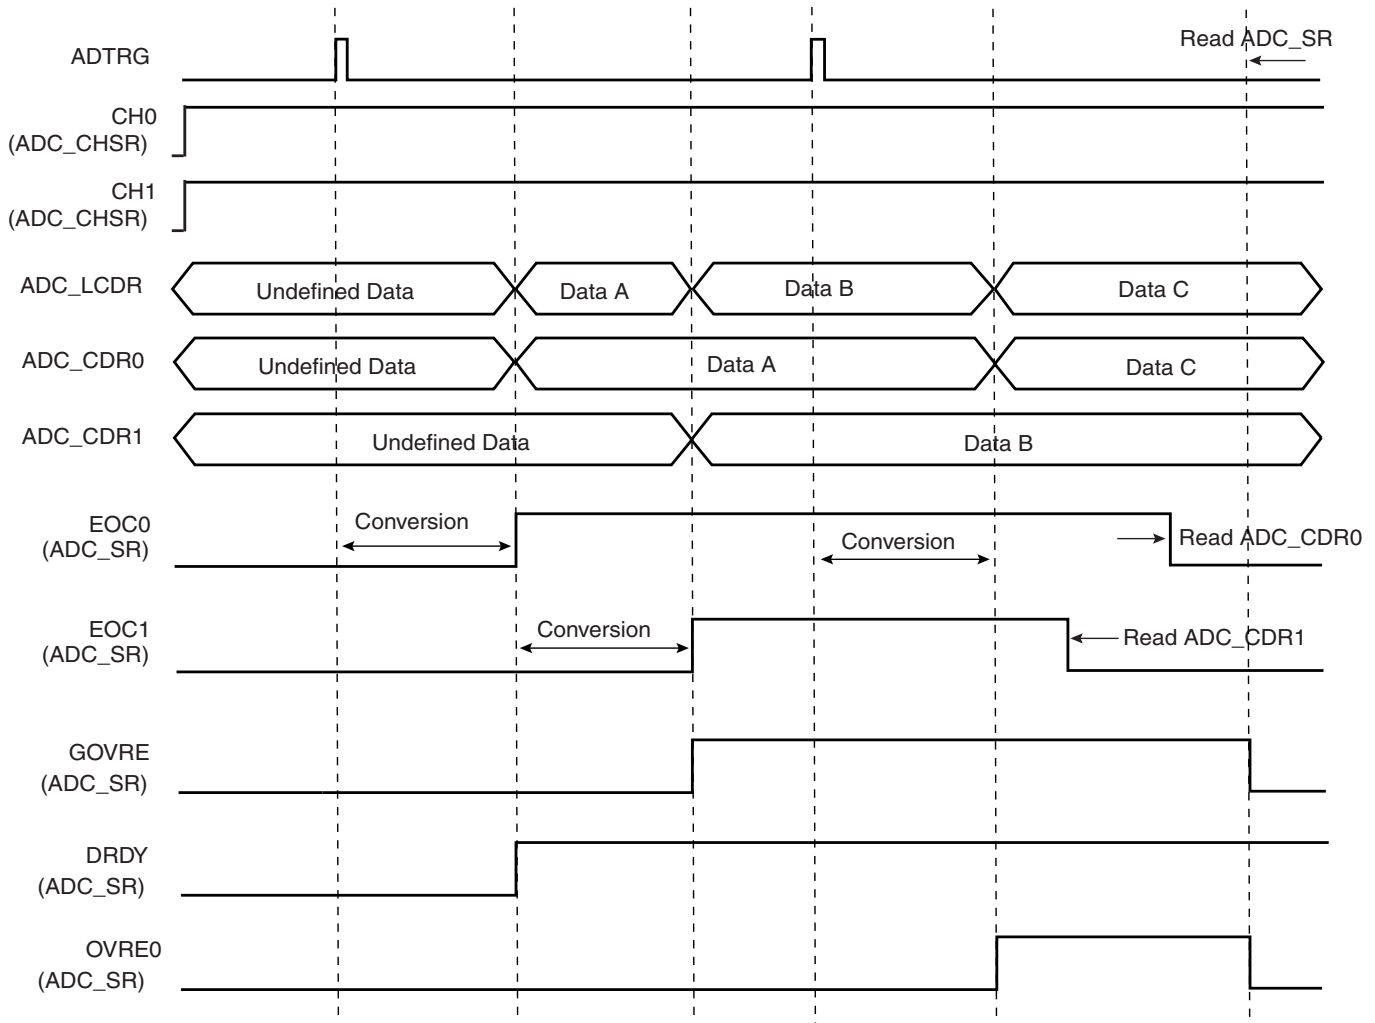 Read ADC_SR
ADTRG
CH0
(ADC_CHSR)
CH1
(ADC_CHSR)
ADC_LCDR
Undefined Data
Data A
Data B
Data C
ADC_CDR0
Undefined Data
Data A
Data C
ADC_CDR1
Undefined Data
Data B
EOC0
(ADC_SR)
Conversion
Conversion
Read ADC_CDR0
EOC1
(ADC_SR)
Conversion
Read ADC_CDR1
GOVRE
(ADC_SR)
DRDY
(ADC_SR)
OVRE0
(ADC_SR)